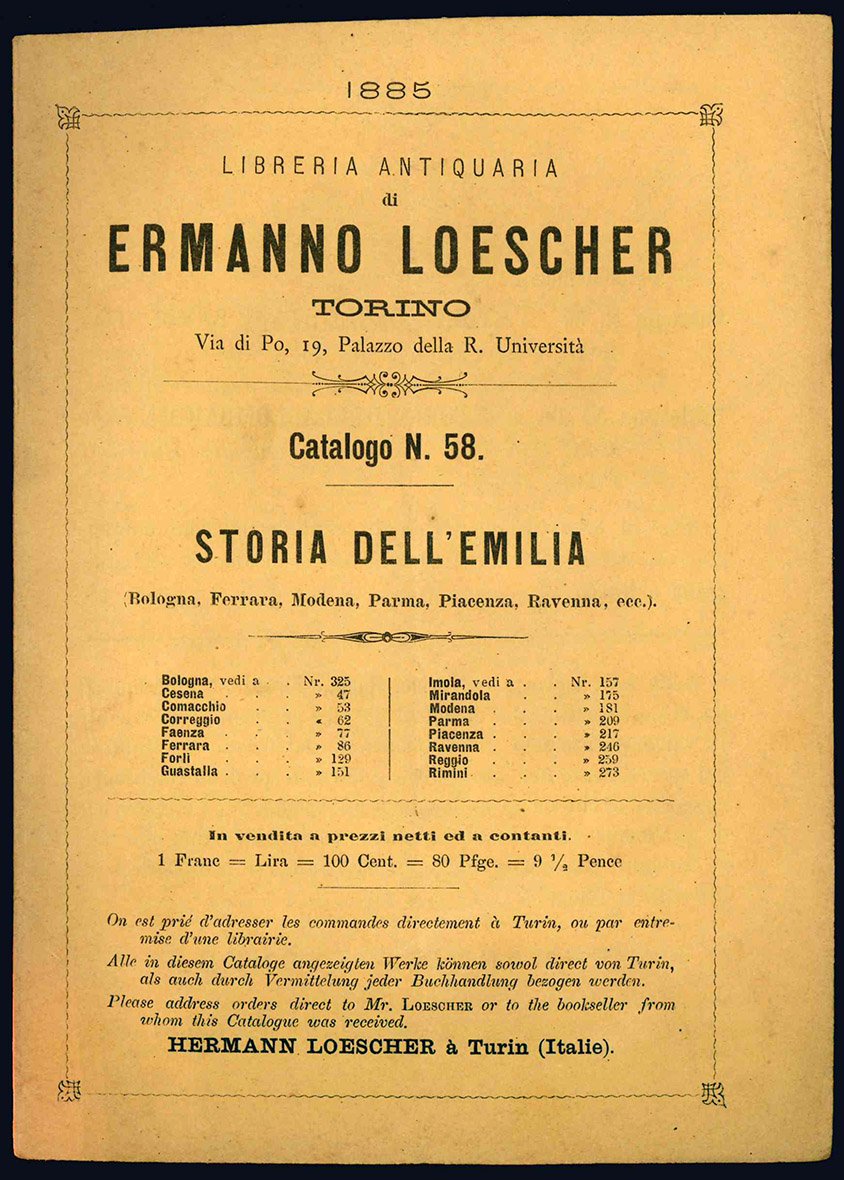 1885
LIBRERIA ANTIQUARIA
di
ERMANNO LOESCHER
TORINO
Via di Po, 19, Palazzo della R. Università
Catalogo N. 58.
STORIA DELL'EMILIA
(Bologna, Ferrara, Modena, Parma, Piacenza, Ravenna, ecc.).
Bologna, vedi a . . Nr. 325
Cesena . . . » 47
Comacchio . . » 53
Correggio . . « 62
Faenza . . . » 77
Ferrara . . . » 86
Forlì . . . » 129
Guastalla . . . » 151
Imola, vedi a . . Nr. 157
Mirandola . . » 175
Modena . . . » 181
Parma . . . » 209
Piacenza . . . » 217
Ravenna . . . » 246
Reggio . . . » 259
Rimini . . . » 273
In vendita a prezzi netti ed a contanti.
1 Franc = Lira = 100 Cent. = 80 Pfge. = 9 1/2 Pence
On est prié d'adresser les commandes directement à Turin, ou par entre-
mise d'une librairie.
Alle in diesem Cataloge angezeigten Werke können sowol direct von Turin,
als auch durch Vermittelung jeder Buchhandlung bezogen werden.
Please address orders direct to Mr. LOESCHER or to the bookseller from
whom this Catalogue was received.
HERMANN LOESCHER à Turin (Italie).